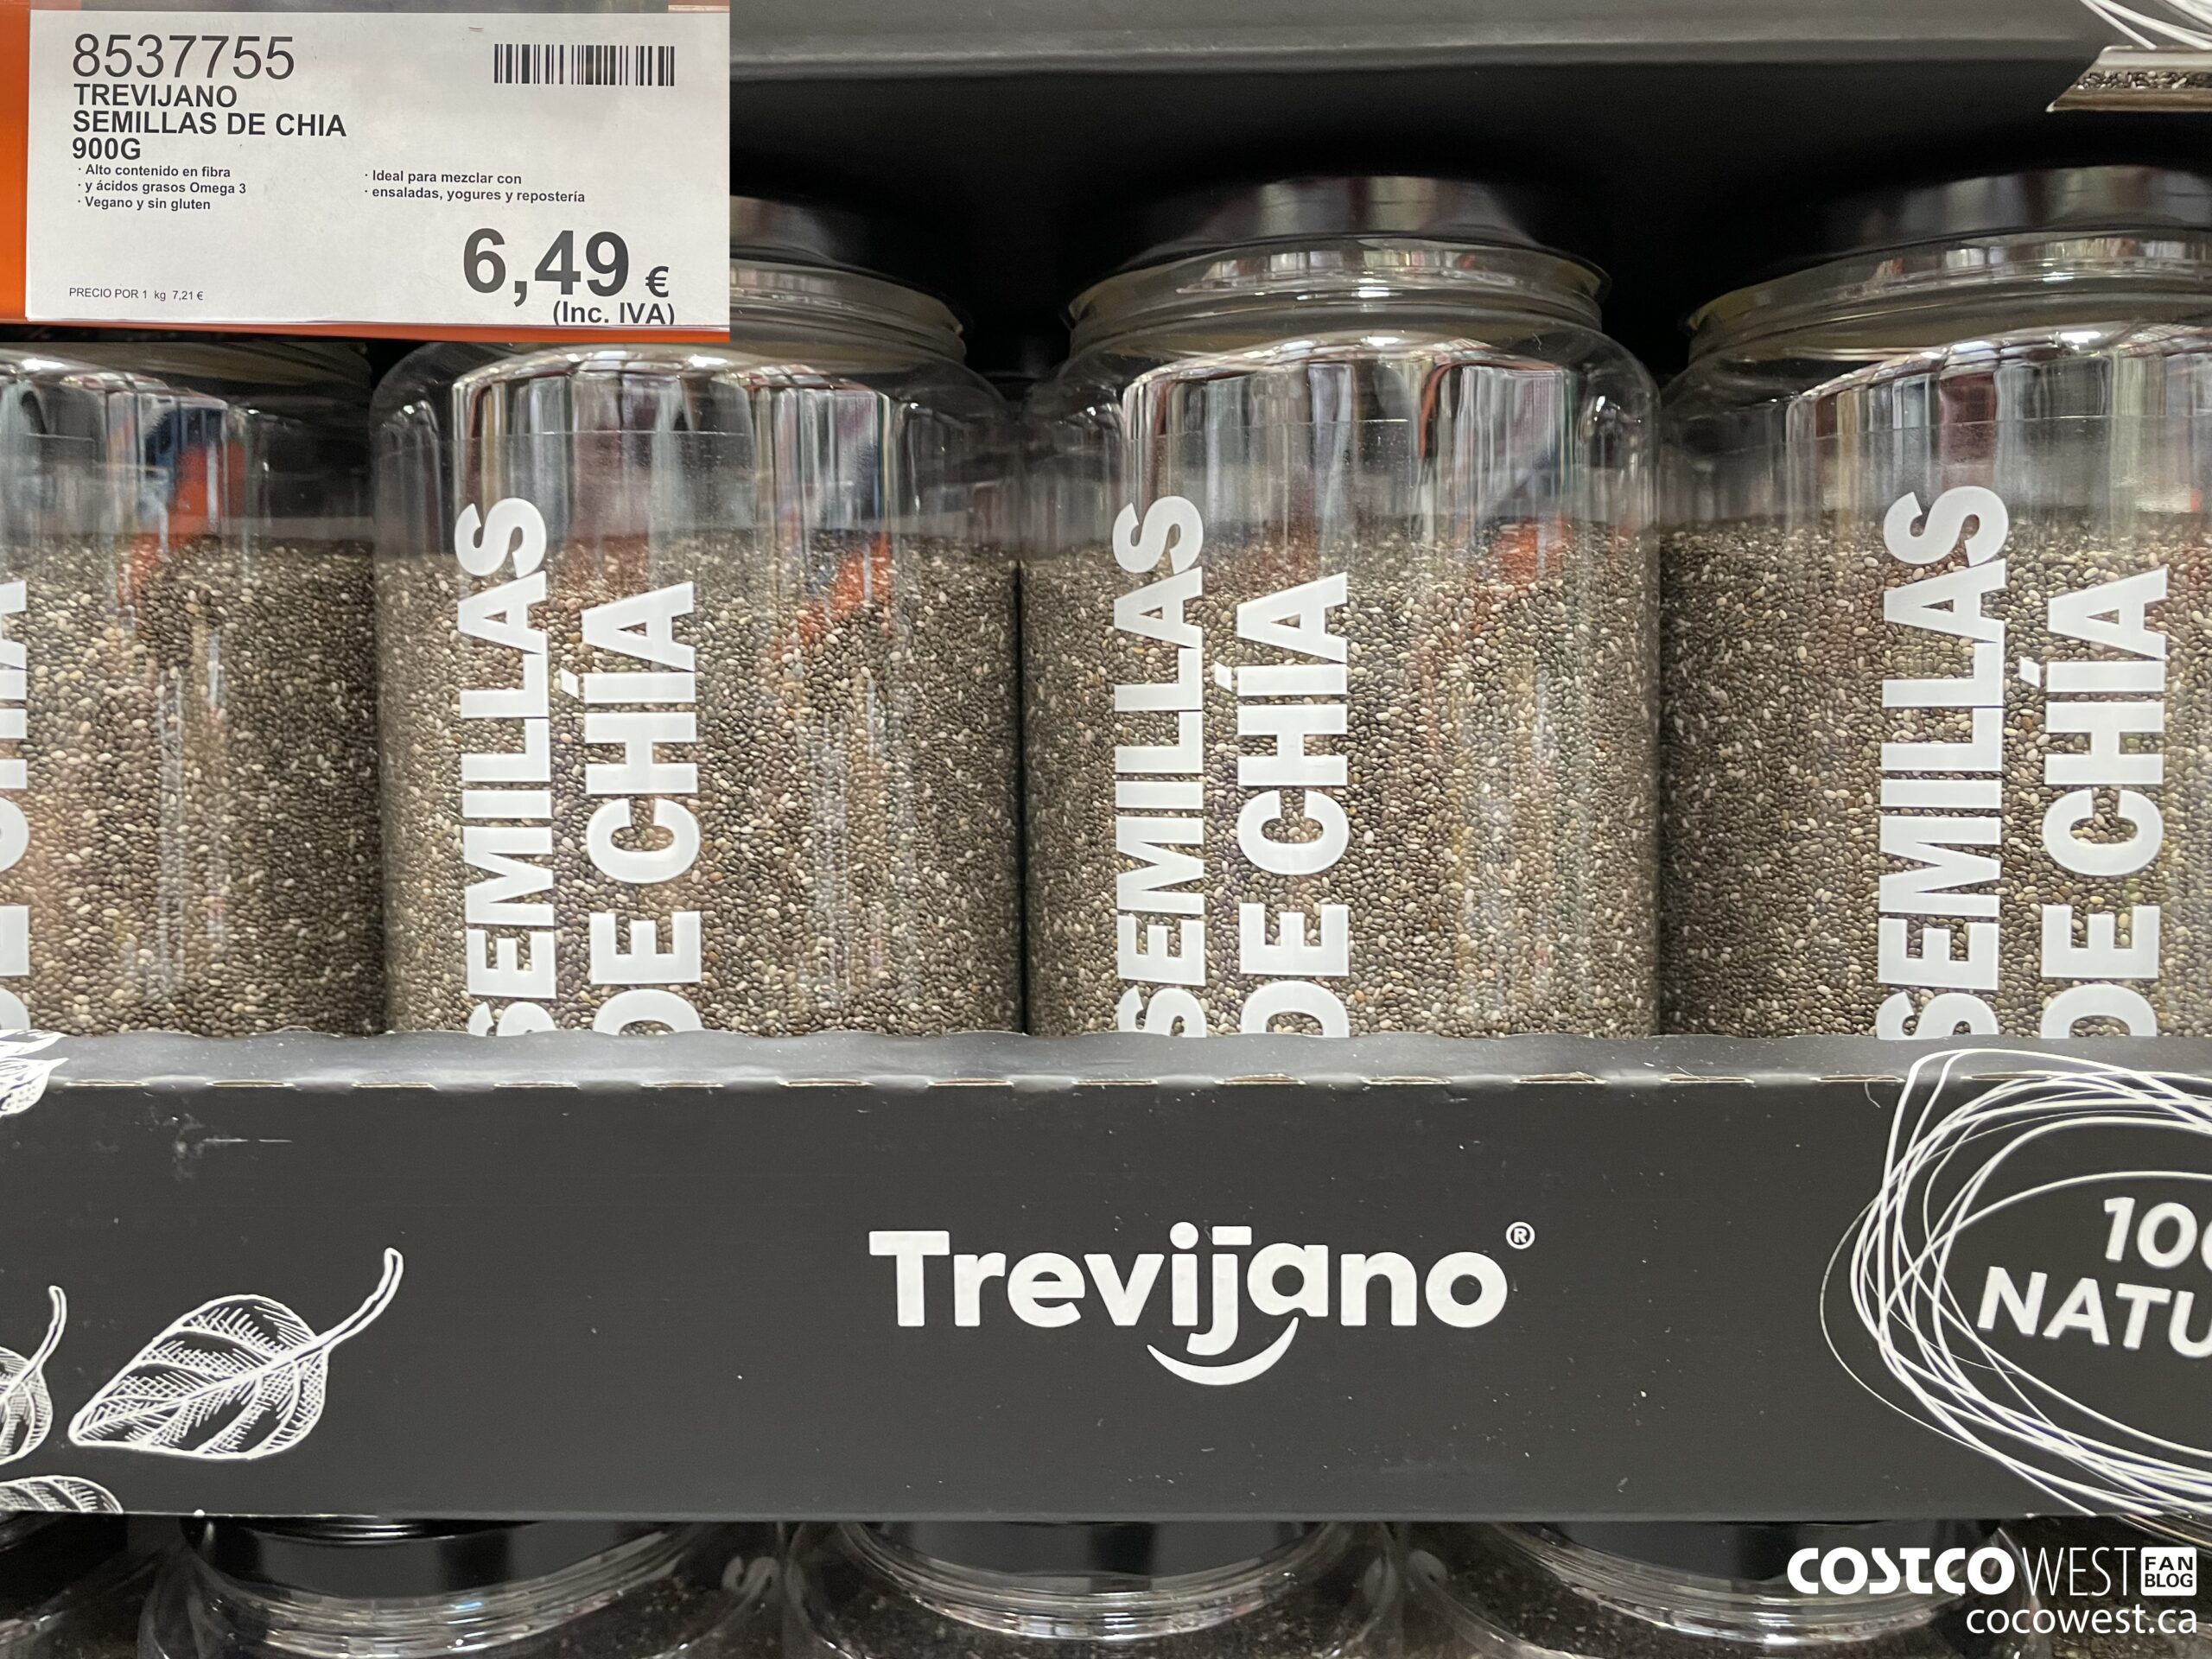 8537755
TREVIJANO
SEMILLAS DE CHIA
900G
· Alto contenido en fibra
· y ácidos grasos Omega 3
· Vegano y sin gluten
· Ideal para mezclar con
· ensaladas, yogures y repostería
6,49 €
(Inc. IVA)
PRECIO POR 1 kg 7,21 €
SEMILLAS
DE CHÍA
SEMILLAS
DE CHÍA
SEMILLAS
DE CHÍA
Trevijano®
COSTCO WEST FAN BLOG
cocowest.ca